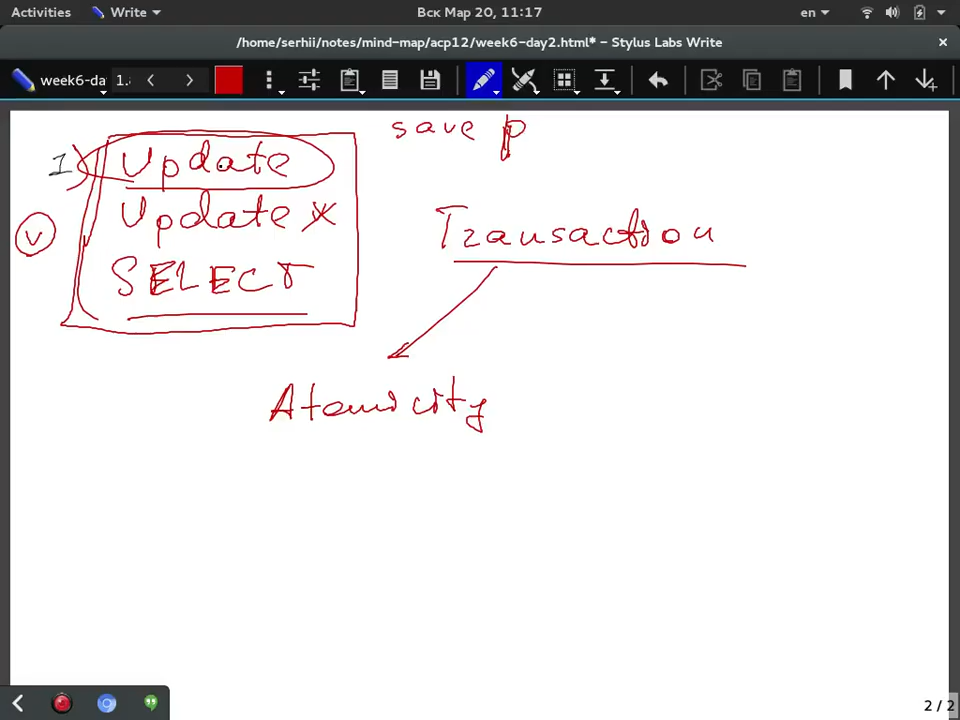 Activities Write Вск Мар 20, 11:17 en
/home/serhii/notes/mind-map/acp12/week6-day2.html* – Stylus Labs Write
week6-da 1.
save p
1) Update
Update x
v
SELECT
Transaction
Atomicity
2 / 2